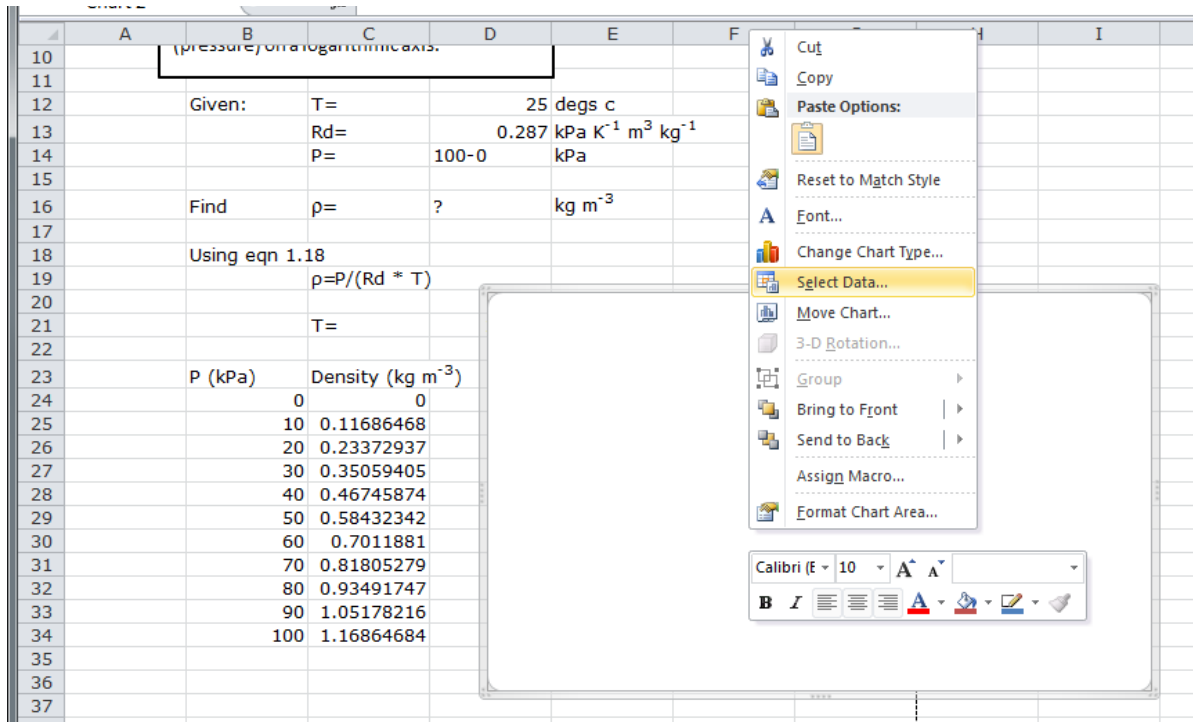 A B C D E F H I
10 (pressure) on a logarithmic axis.
11
12 Given: T= 25 degs c
13 Rd= 0.287 kPa K⁻¹ m³ kg⁻¹
14 P= 100-0 kPa
15
16 Find ρ= ? kg m⁻³
17
18 Using eqn 1.18
19 ρ=P/(Rd * T)
20
21 T=
22
23 P (kPa) Density (kg m⁻³)
24 0 0
25 10 0.11686468
26 20 0.23372937
27 30 0.35059405
28 40 0.46745874
29 50 0.58432342
30 60 0.7011881
31 70 0.81805279
32 80 0.93491747
33 90 1.05178216
34 100 1.16864684
35
36
37
Cut
Copy
Paste Options:
Reset to Match Style
A Font...
Change Chart Type...
Select Data...
Move Chart...
3-D Rotation...
Group
Bring to Front
Send to Back
Assign Macro...
Format Chart Area...
Calibri (E 10 A A
B I A